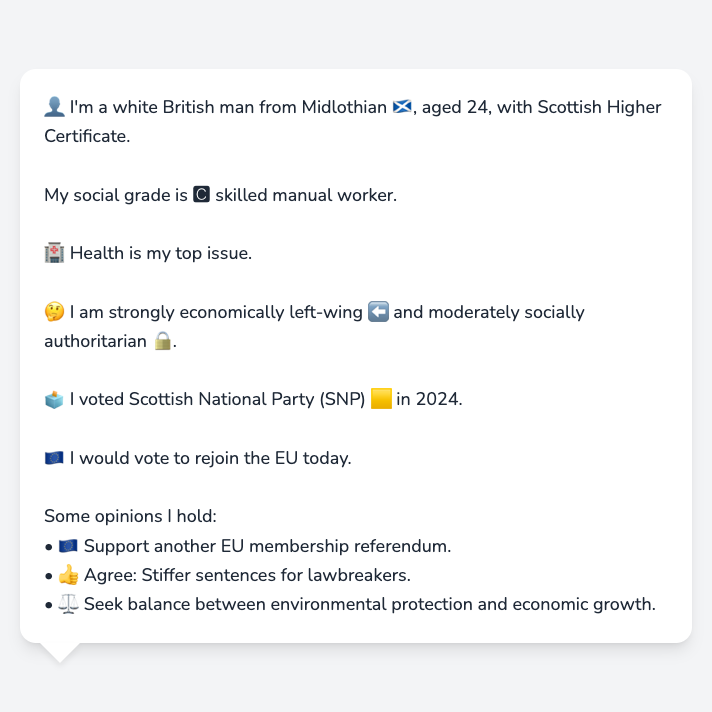 👤 I'm a white British man from Midlothian 🏴󠁧󠁢󠁳󠁣󠁴󠁿, aged 24, with Scottish Higher
Certificate.
My social grade is 🅲 skilled manual worker.
🏥 Health is my top issue.
🤔 I am strongly economically left-wing ⬅️ and moderately socially
authoritarian 🔒.
🗳️ I voted Scottish National Party (SNP) 🟨 in 2024.
🇪🇺 I would vote to rejoin the EU today.
Some opinions I hold:
• 🇪🇺 Support another EU membership referendum.
• 👍 Agree: Stiffer sentences for lawbreakers.
• ⚖️ Seek balance between environmental protection and economic growth.